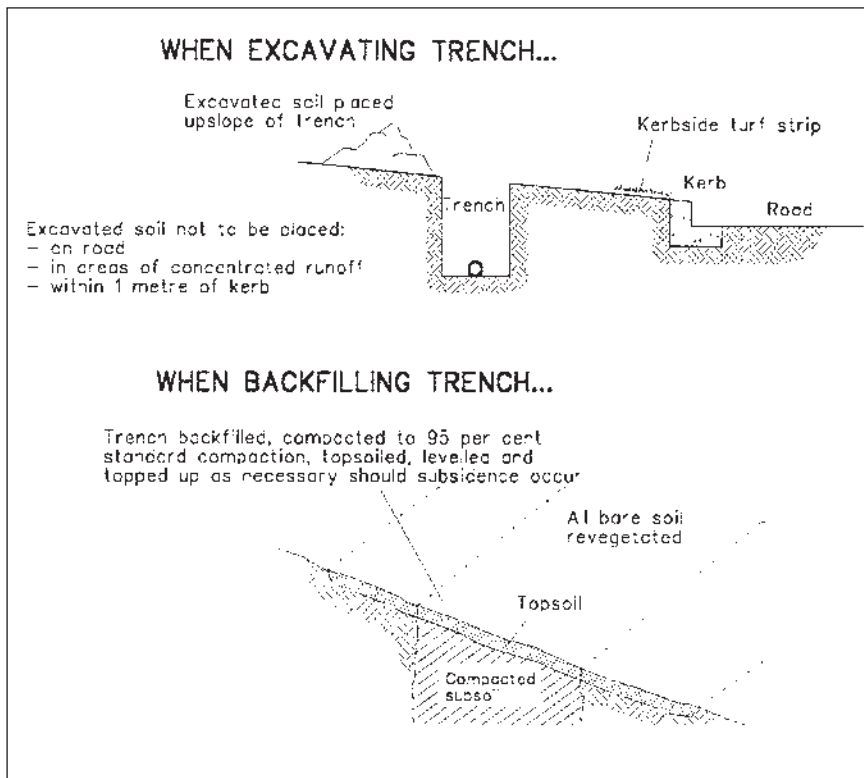 WHEN EXCAVATING TRENCH...
Excavated soil placed
upslope of trench
Kerbside turf strip
Kerb
Trench
Road
Excavated soil not to be placed:
– on road
– in areas of concentrated runoff
– within 1 metre of kerb
WHEN BACKFILLING TRENCH...
Trench backfilled, compacted to 95 per cent
standard compaction, topsoiled, levelled and
topped up as necessary should subsidence occur
All bare soil
revegetated
Topsoil
Compacted
subsoil